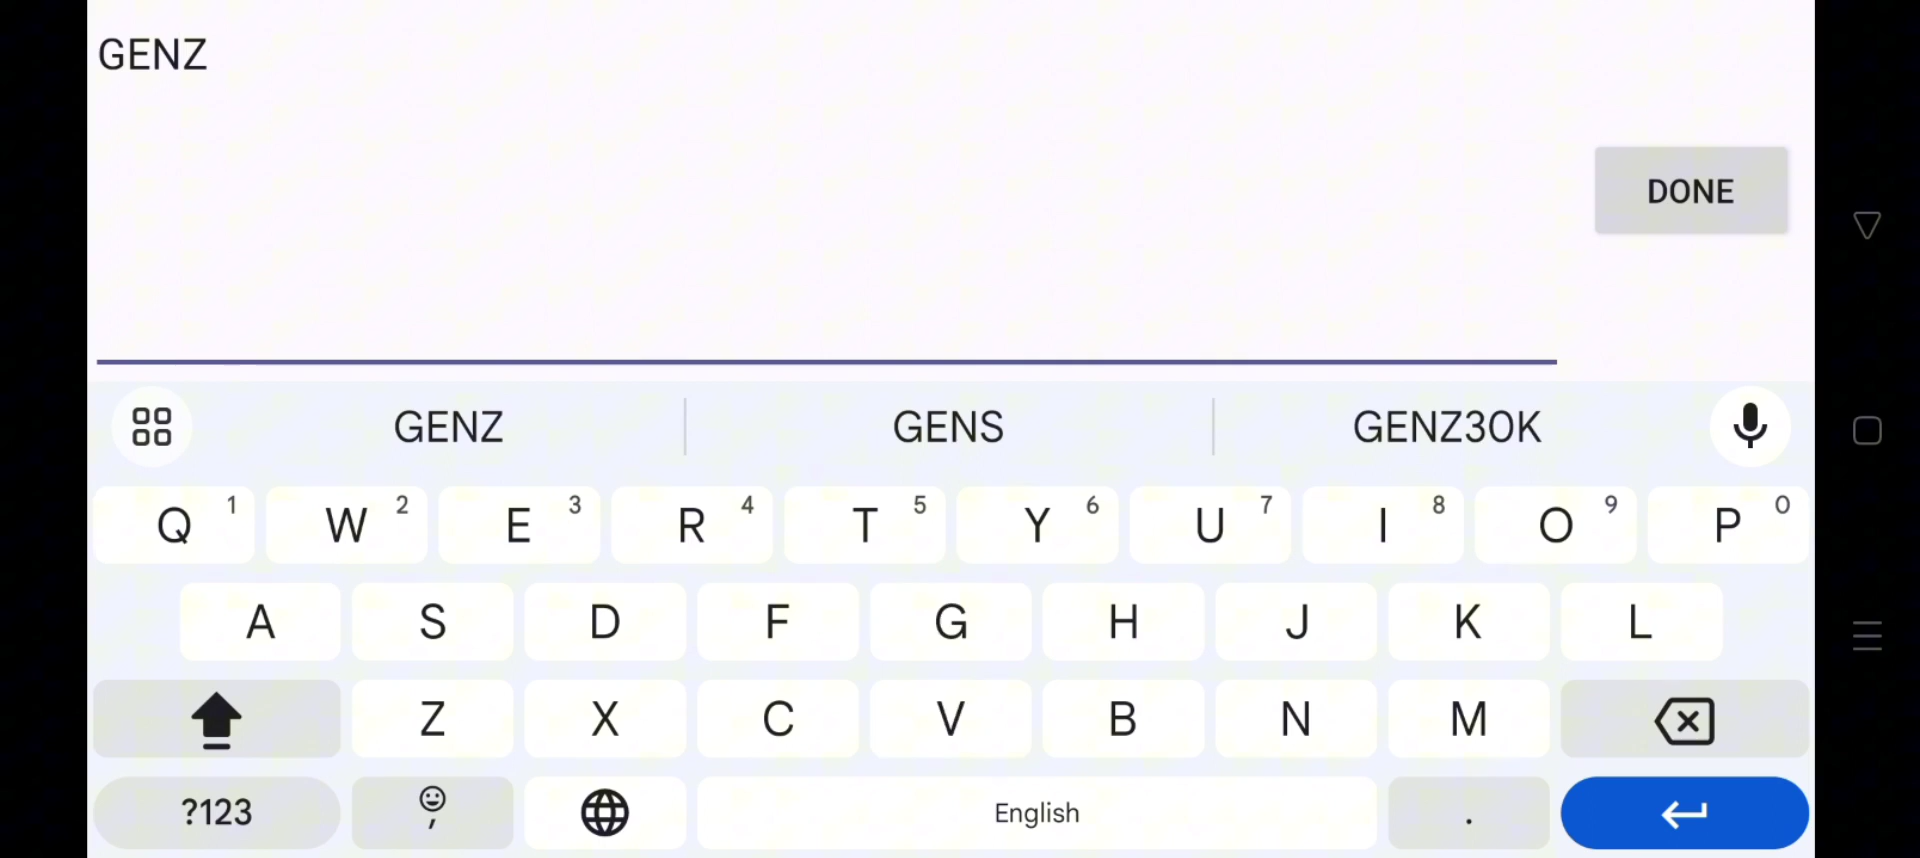 GENZ
DONE
GENZ GENS GENZ30K
Q 1 W 2 E 3 R 4 T 5 Y 6 U 7 I 8 O 9 P 0
A S D F G H J K L
Z X C V B N M
?123 , English .